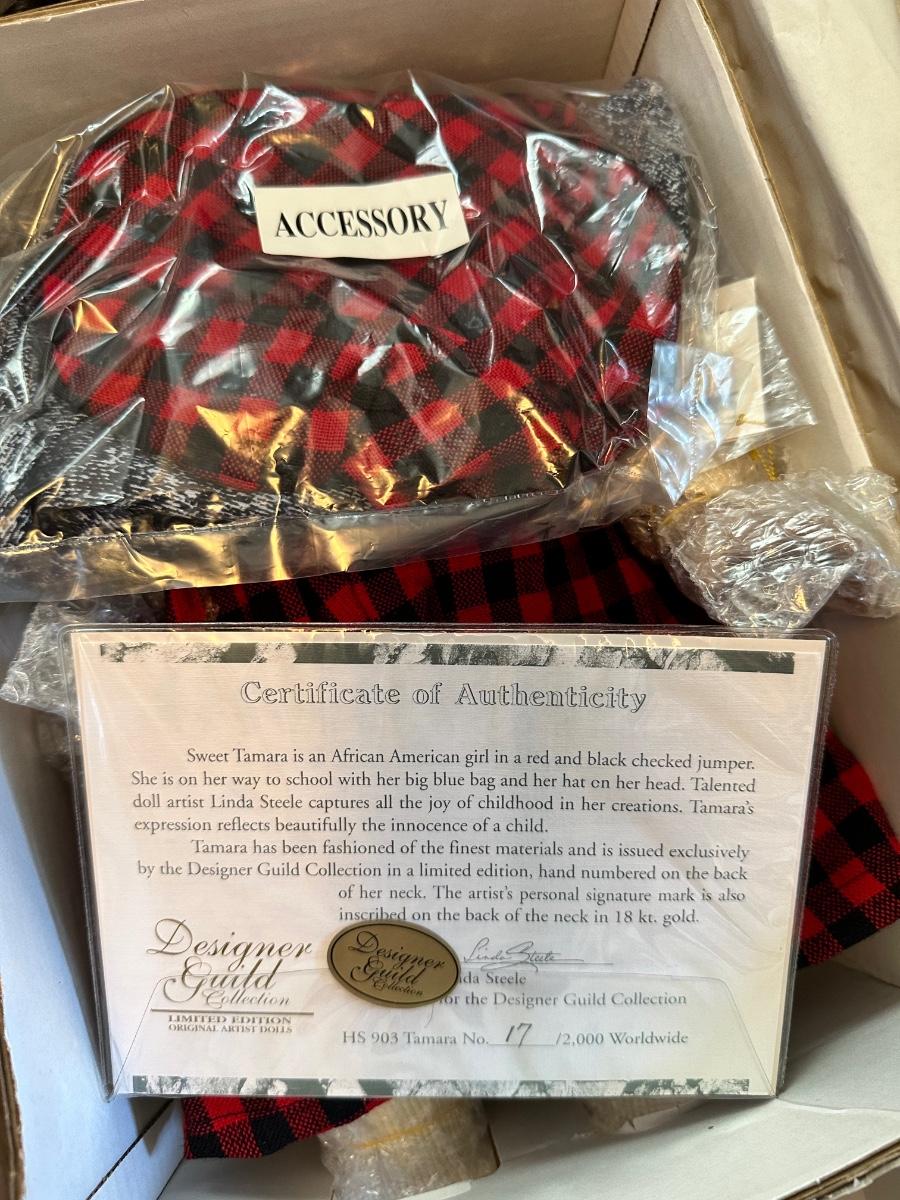 ACCESSORY
Certificate of Authenticity
Sweet Tamara is an African American girl in a red and black checked jumper.
She is on her way to school with her big blue bag and her hat on her head. Talented
doll artist Linda Steele captures all the joy of childhood in her creations. Tamara's
expression reflects beautifully the innocence of a child.
Tamara has been fashioned of the finest materials and is issued exclusively
by the Designer Guild Collection in a limited edition, hand numbered on the back
of her neck. The artist's personal signature mark is also
inscribed on the back of the neck in 18 kt. gold.
Designer
Guild
Collection
LIMITED EDITION
ORIGINAL ARTIST DOLLS
Designer
Guild
Collection
Linda Steele
nda Steele
for the Designer Guild Collection
HS 903 Tamara No. 17 /2,000 Worldwide